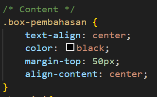 /* Content */
.box-pembahasan {
text-align: center;
color: black;
margin-top: 50px;
align-content: center;
}